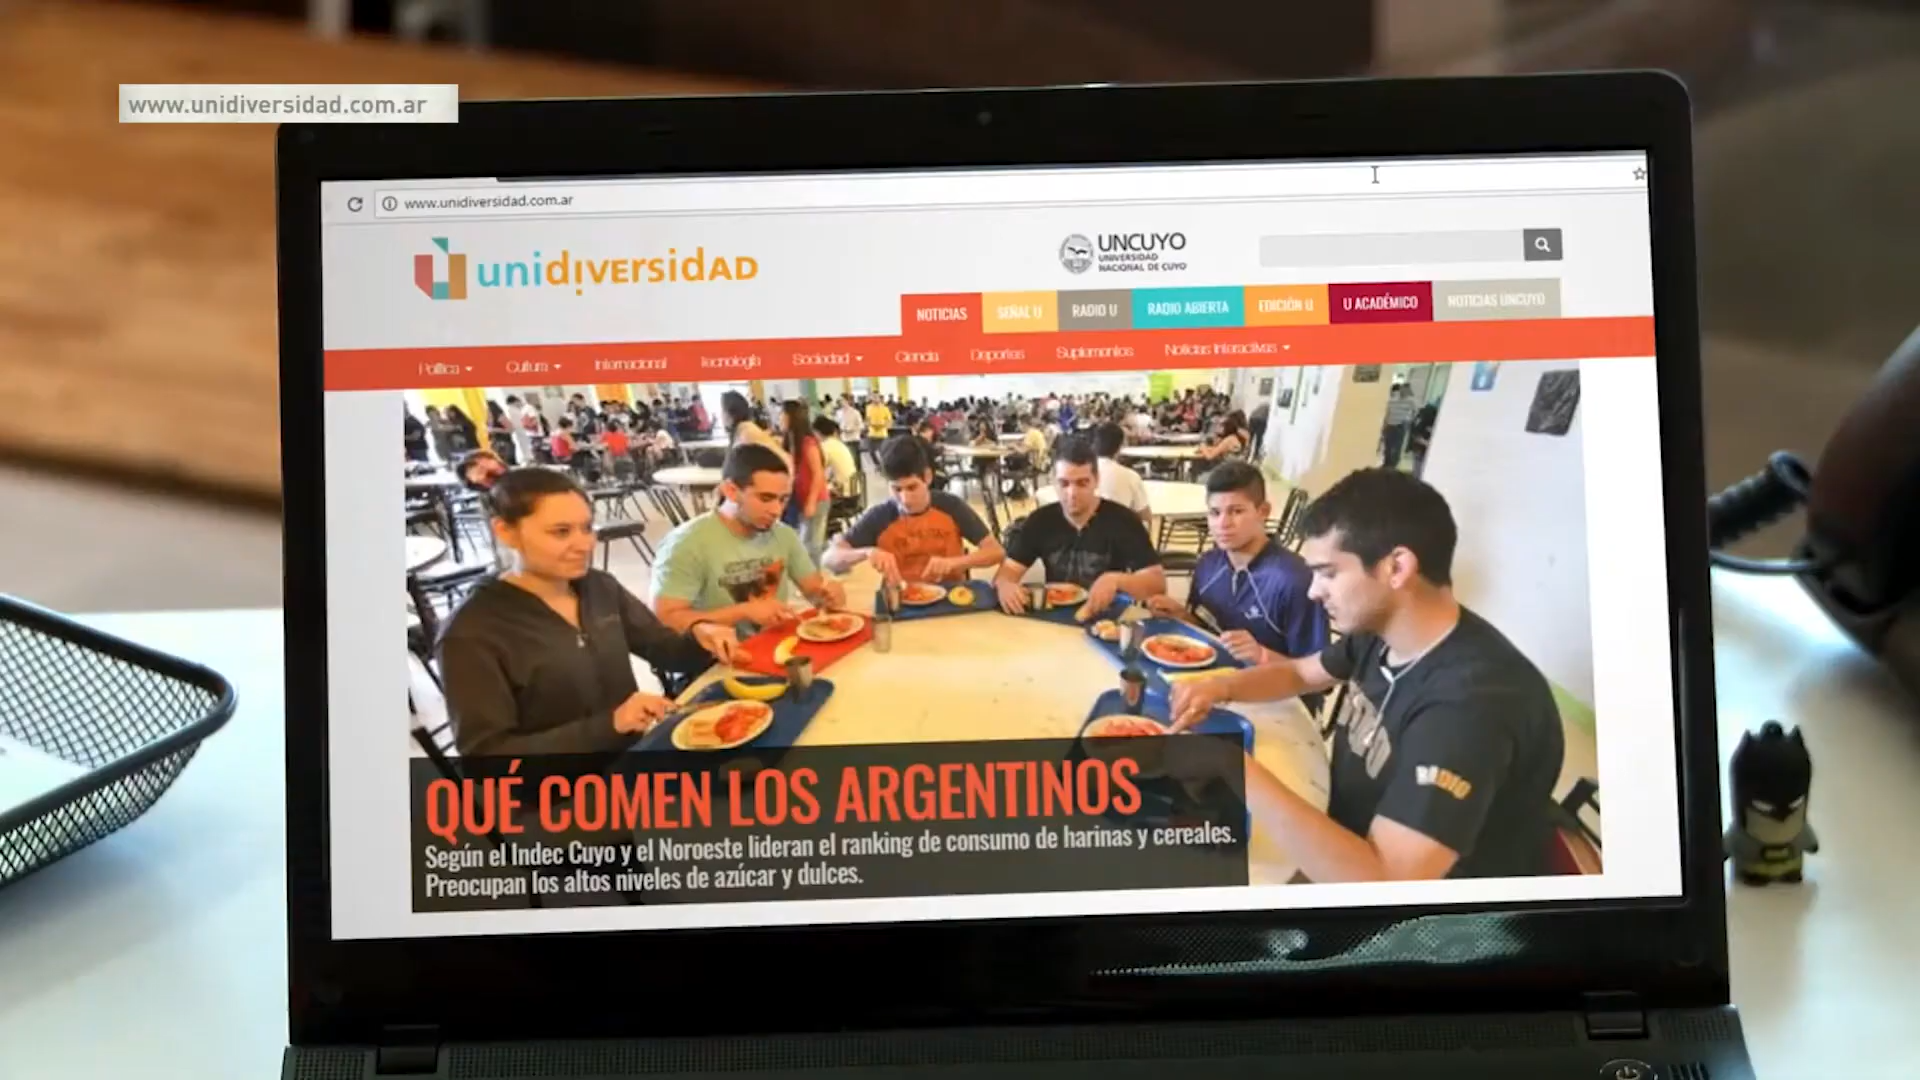 www.unidiversidad.com.ar
www.unidiversidad.com.ar
unidiversidad
UNCUYO
UNIVERSIDAD
NACIONAL DE CUYO
NOTICIAS
SEÑAL U
RADIO U
RADIO ABIERTA
EDICIÓN U
U ACADÉMICO
NOTICIAS UNCUYO
Política
Cultura
Internacional
Tecnología
Sociedad
Ciencia
Deportes
Suplementos
Noticias Interactivas
RADIO
QUÉ COMEN LOS ARGENTINOS
Según el Indec Cuyo y el Noroeste lideran el ranking de consumo de harinas y cereales.
Preocupan los altos niveles de azúcar y dulces.